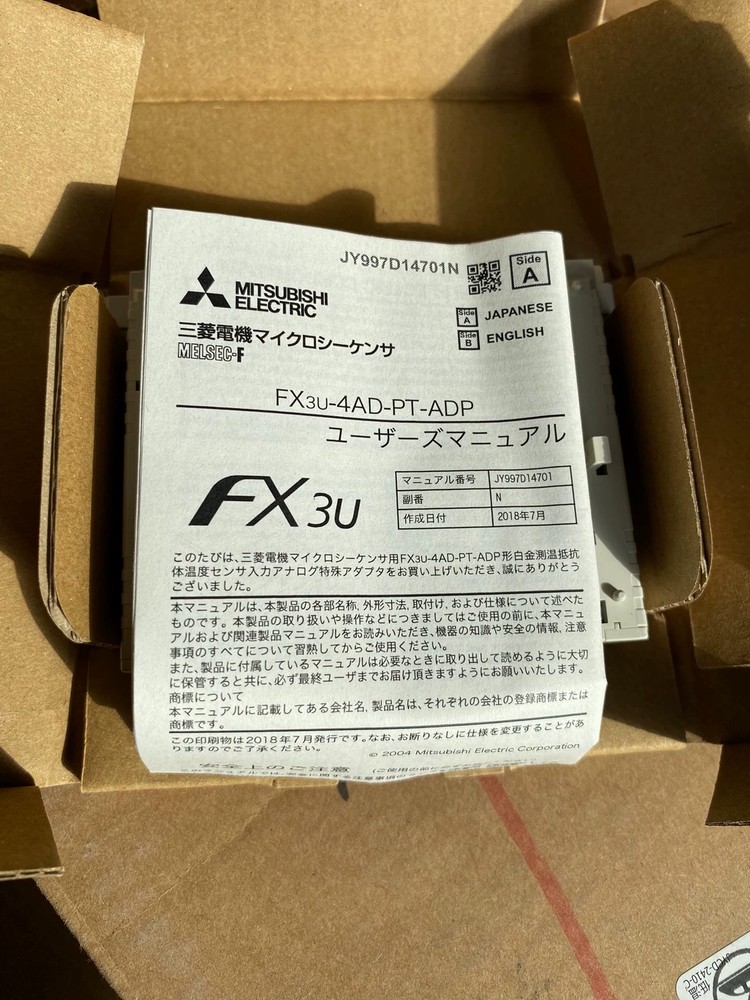 JY997D14701N
Side A
MITSUBISHI
ELECTRIC
Side A JAPANESE
Side B ENGLISH
三菱電機マイクロシーケンサ
MELSEC-F
FX3U-4AD-PT-ADP
ユーザーズマニュアル
FX3U
マニュアル番号 JY997D14701
副番 N
作成日付 2018年7月
このたびは、三菱電機マイクロシーケンサ用FX3U-4AD-PT-ADP形白金測温抵抗
体温度センサ入力アナログ特殊アダプタをお買い上げいただき、誠にありがとう
ございました。
本マニュアルは、本製品の各部名称, 外形寸法, 取付け, および仕様について述べた
ものです。本製品の取り扱いや操作などにつきましてはご使用の前に、本マニュ
アルおよび関連製品マニュアルをお読みいただき、機器の知識や安全の情報、注意
事項のすべてについて習熟してからご使用ください。
また、製品に付属しているマニュアルは必要なときに取り出して読めるように大切
に保管すると共に、必ず最終ユーザまでお届け頂きますようにお願いいたします。
商標について
本マニュアルに記載してある会社名, 製品名は、それぞれの会社の登録商標または
商標です。
この印刷物は2018年7月発行です。なお、お断りなしに仕様を変更することがあ
りますのでご了承ください。
© 2004 Mitsubishi Electric Corporation
安全上のご注意
JYCD-2410-C